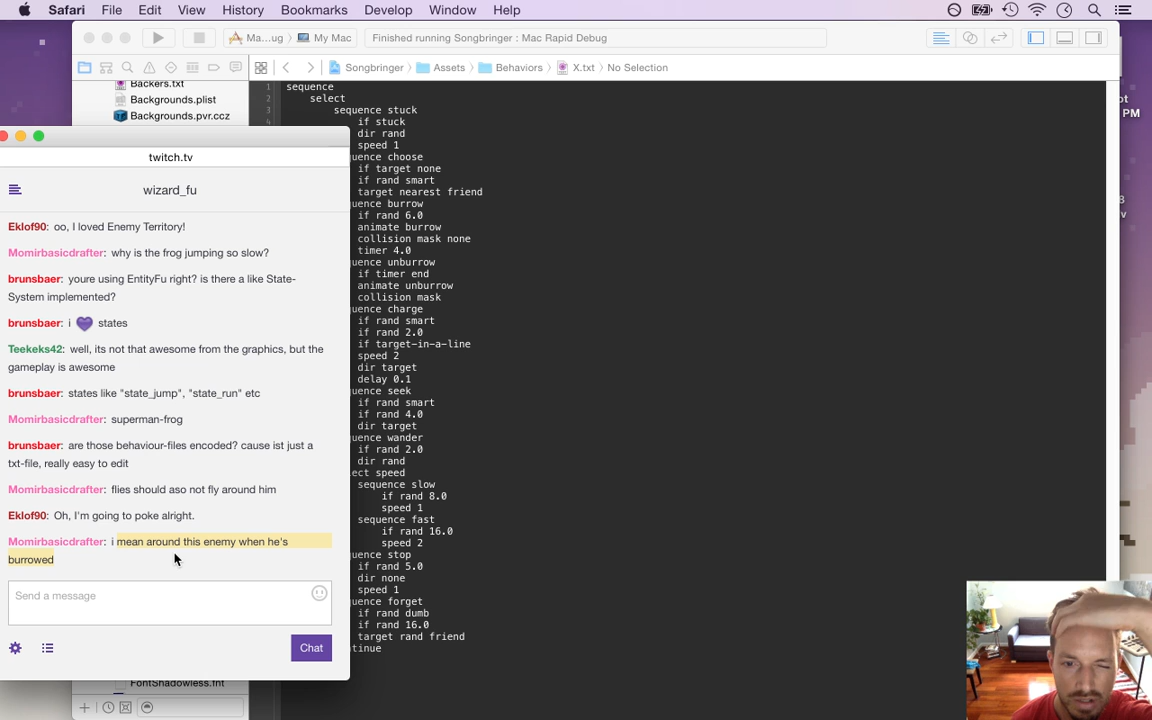 Safari File Edit View History Bookmarks Develop Window Help
Ma...ug My Mac Finished running Songbringer : Mac Rapid Debug
Songbringer Assets Behaviors X.txt No Selection
Backers.txt
Backgrounds.plist
Backgrounds.pvr.ccz
twitch.tv
wizard_fu
Eklof90: oo, I loved Enemy Territory!
Momirbasicdrafter: why is the frog jumping so slow?
brunsbaer: youre using EntityFu right? is there a like State-
System implemented?
brunsbaer: i 💜 states
Teekeks42: well, its not that awesome from the graphics, but the
gameplay is awesome
brunsbaer: states like "state_jump", "state_run" etc
Momirbasicdrafter: superman-frog
brunsbaer: are those behaviour-files encoded? cause ist just a
txt-file, really easy to edit
Momirbasicdrafter: flies should aso not fly around him
Eklof90: Oh, I'm going to poke alright.
Momirbasicdrafter: i mean around this enemy when he's
burrowed
Send a message
Chat
FontShadowless.fnt
1 sequence
2 select
3 sequence stuck
4 if stuck
dir rand
speed 1
uence choose
if target none
if rand smart
target nearest friend
uence burrow
if rand 6.0
animate burrow
collision mask none
timer 4.0
uence unburrow
if timer end
animate unburrow
collision mask
uence charge
if rand smart
if rand 2.0
if target-in-a-line
speed 2
dir target
delay 0.1
uence seek
if rand smart
if rand 4.0
dir target
uence wander
if rand 2.0
dir rand
ect speed
sequence slow
if rand 8.0
speed 1
sequence fast
if rand 16.0
speed 2
uence stop
if rand 5.0
dir none
speed 1
uence forget
if rand dumb
if rand 16.0
target rand friend
tinue
ot
PM
8
v